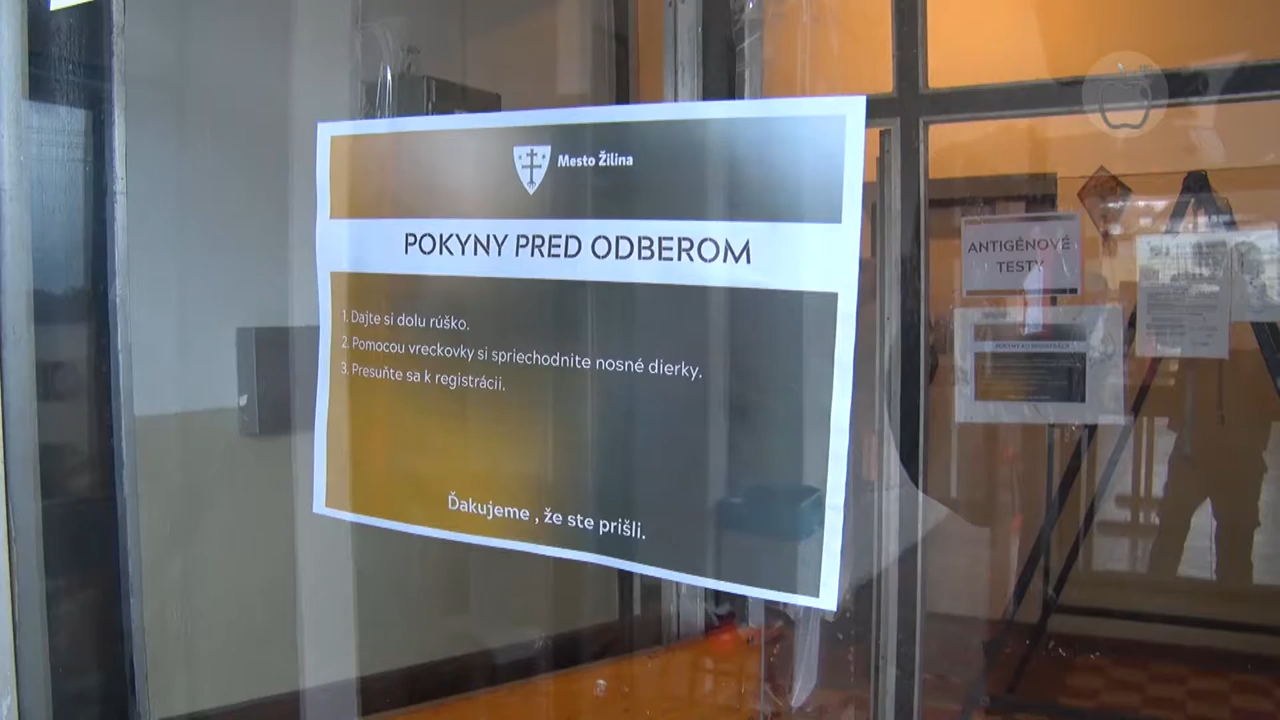 Mesto Žilina
POKYNY PRED ODBEROM
1. Dajte si dolu rúško.
2. Pomocou vreckovky si spriechodnite nosné dierky.
3. Presuňte sa k registrácii.
Ďakujeme , že ste prišli.
ANTIGÉNOVÉ
TESTY